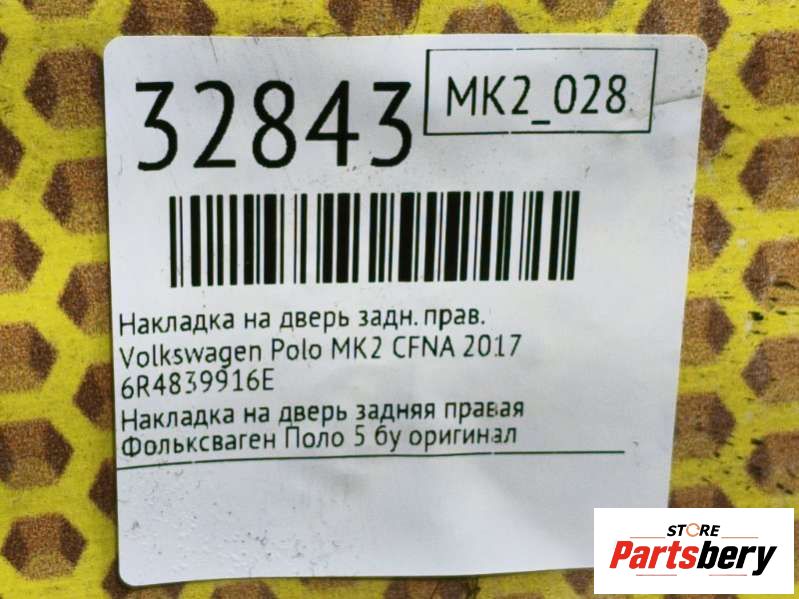 32843
MK2_028
Накладка на дверь задн. прав.
Volkswagen Polo MK2 CFNA 2017
6R4839916E
Накладка на дверь задняя правая
Фольксваген Поло 5 бу оригинал
STORE
Partsbery